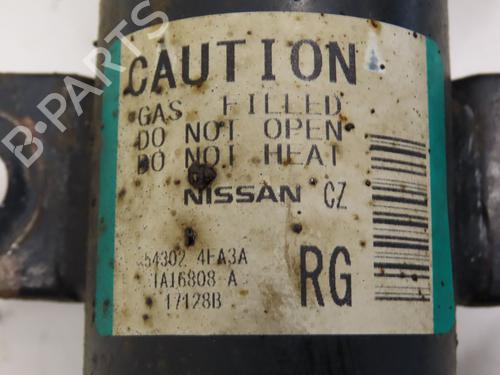 CAUTION
GAS FILLED
DO NOT OPEN
DO NOT HEAT
NISSAN CZ
54302 4EA3A
1A16808 A
17128B
RG
B-Parts